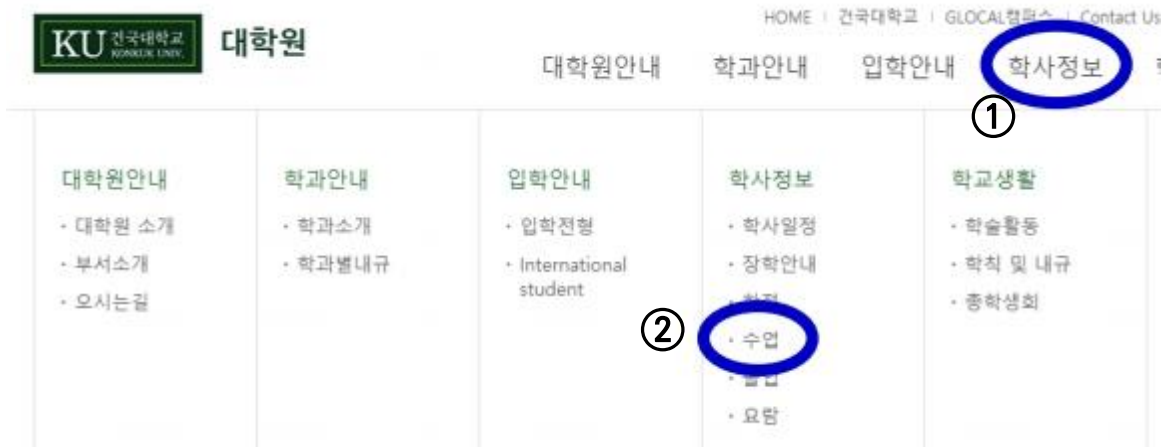 HOME | 건국대학교 | GLOCAL캠퍼스 | Contact Us
KU 건국대학교
KONKUK UNIV.
대학원
대학원안내 학과안내 입학안내 학사정보
①
대학원안내
· 대학원 소개
· 부서소개
· 오시는길
학과안내
· 학과소개
· 학과별내규
입학안내
· 입학전형
· International
student
학사정보
· 학사일정
· 장학안내
②
· 수업
· 요람
학교생활
· 학술활동
· 학칙 및 내규
· 총학생회